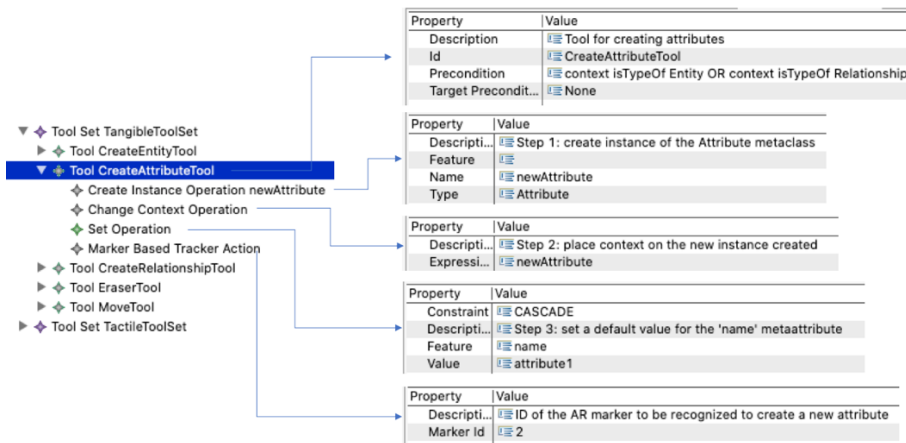 Property Value
Description Tool for creating attributes
Id CreateAttributeTool
Precondition context isTypeOf Entity OR context isTypeOf Relationship
Target Precondit... None
Tool Set TangibleToolSet
Tool CreateEntityTool
Tool CreateAttributeTool
Create Instance Operation newAttribute
Change Context Operation
Set Operation
Marker Based Tracker Action
Tool CreateRelationshipTool
Tool EraserTool
Tool MoveTool
Tool Set TactileToolSet
Property Value
Descripti... Step 1: create instance of the Attribute metaclass
Feature
Name newAttribute
Type Attribute
Property Value
Descripti... Step 2: place context on the new instance created
Expressi... newAttribute
Property Value
Constraint CASCADE
Descripti... Step 3: set a default value for the 'name' metaattribute
Feature name
Value attribute1
Property Value
Descripti... ID of the AR marker to be recognized to create a new attribute
Marker Id 2